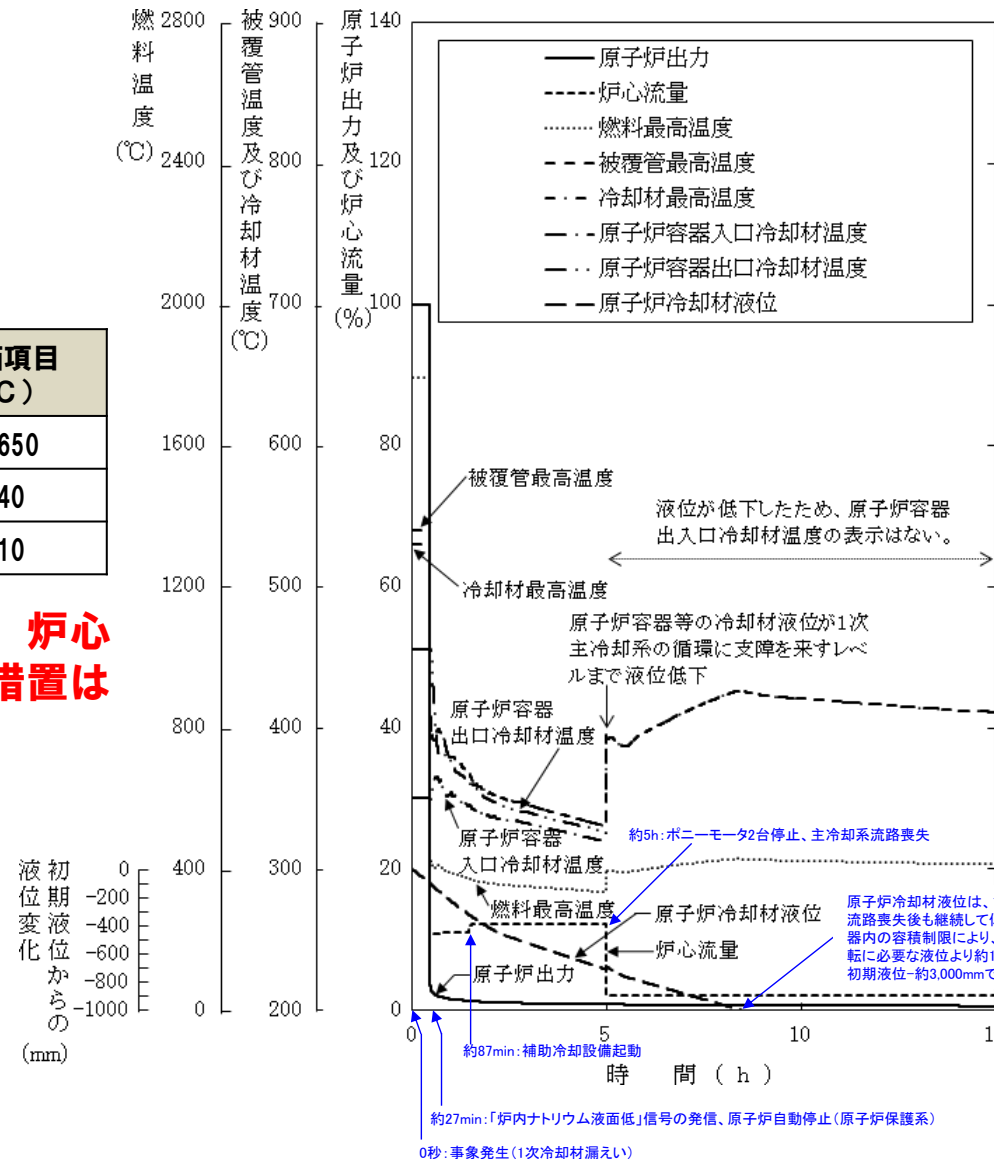 燃料温度
(℃)
被覆管温度及び冷却材温度
(℃)
原子炉出力及び炉心流量
(%)
2800
2400
2000
1600
1200
800
400
0
900
800
700
600
500
400
300
200
140
120
100
80
60
40
20
0
原子炉出力
炉心流量
燃料最高温度
被覆管最高温度
冷却材最高温度
原子炉容器入口冷却材温度
原子炉容器出口冷却材温度
原子炉冷却材液位
項目
C)
650
40
10
炉心
措置は
被覆管最高温度
冷却材最高温度
液位が低下したため、原子炉容器
出入口冷却材温度の表示はない。
原子炉容器等の冷却材液位が1次
主冷却系の循環に支障を来すレベ
ルまで液位低下
原子炉容器
出口冷却材温度
原子炉容器
入口冷却材温度
燃料最高温度
原子炉冷却材液位
炉心流量
原子炉出力
約5h:ポニーモータ2台停止、主冷却系流路喪失
原子炉冷却材液位は、
流路喪失後も継続して
器内の容積制限により、
転に必要な液位より約1
初期液位-約3,000mmで
初期液位からの
液位変化
(mm)
0
-200
-400
-600
-800
-1000
0
5
10
1
時 間 ( h )
約87min:補助冷却設備起動
約27min:「炉内ナトリウム液面低」信号の発信、原子炉自動停止(原子炉保護系)
0秒:事象発生(1次冷却材漏えい)